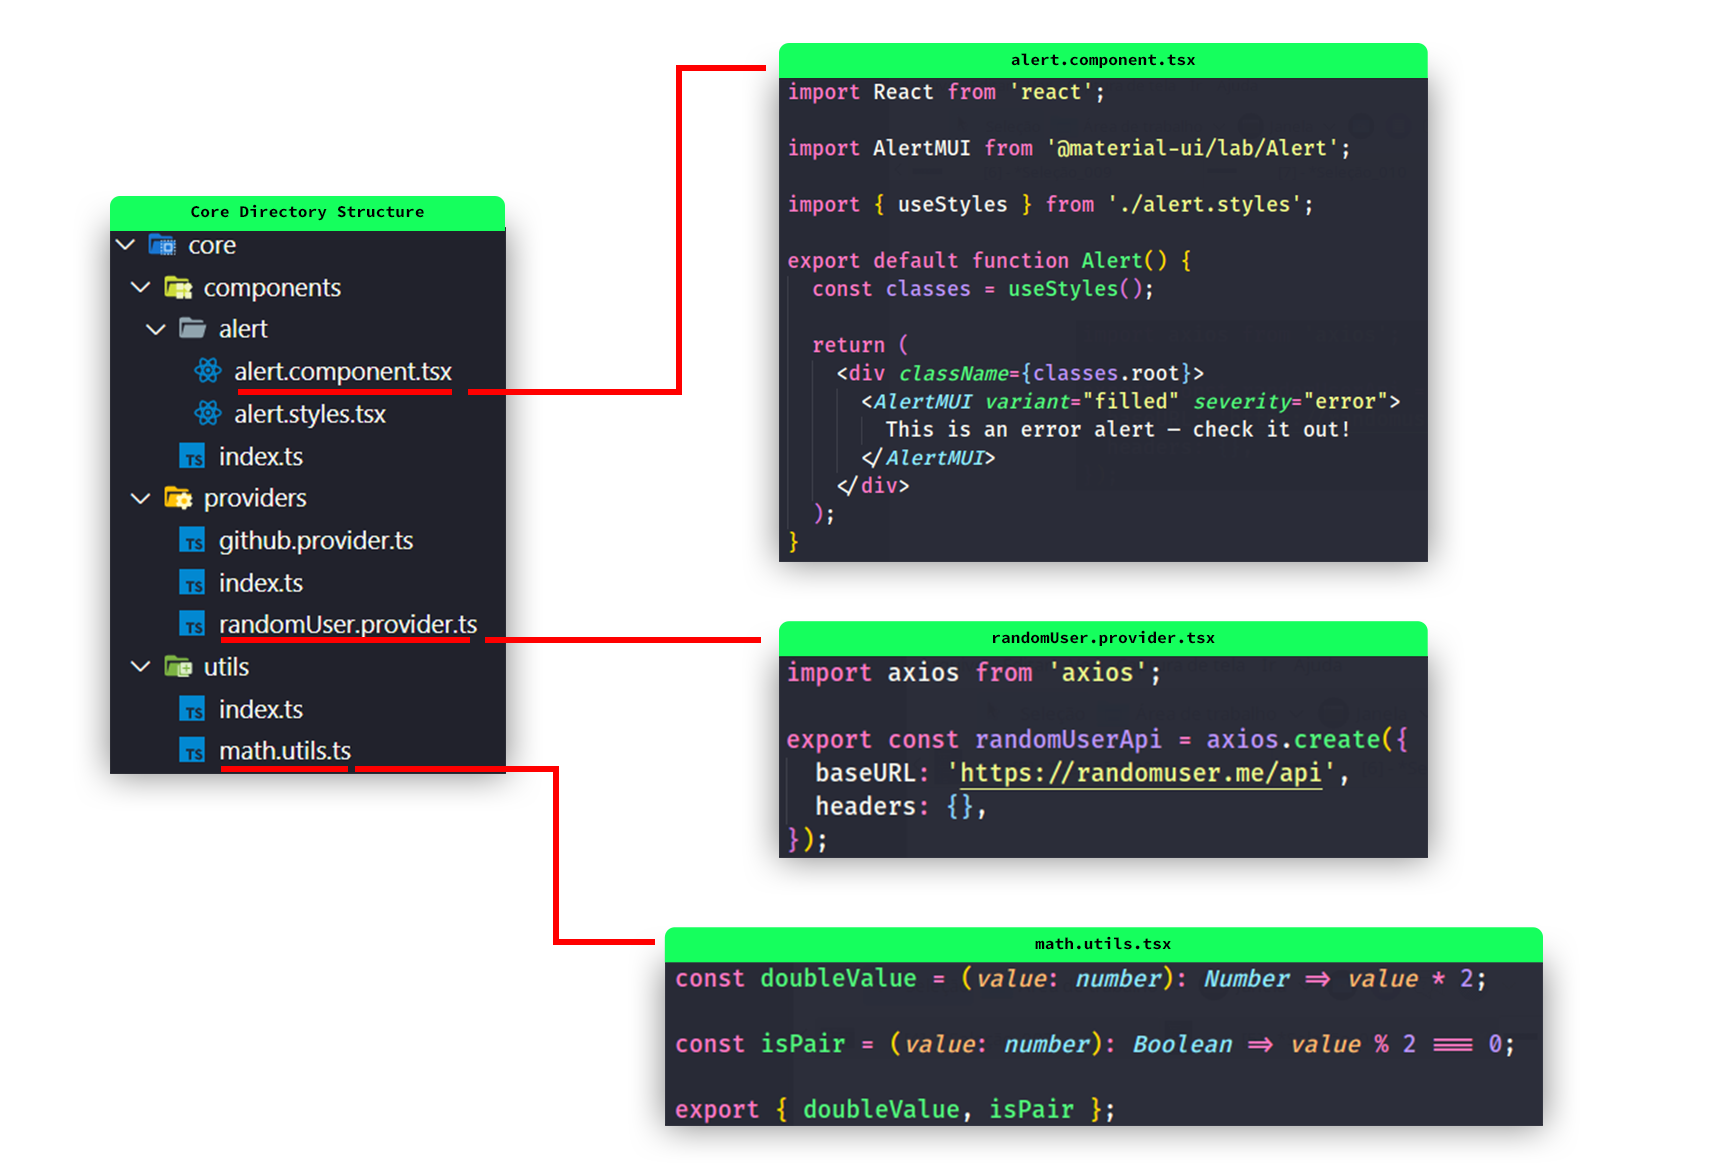 Core Directory Structure
core
components
alert
alert.component.tsx
alert.styles.tsx
TS index.ts
providers
TS github.provider.ts
TS index.ts
TS randomUser.provider.ts
utils
TS index.ts
TS math.utils.ts
alert.component.tsx
import React from 'react';
import AlertMUI from '@material-ui/lab/Alert';
import { useStyles } from './alert.styles';
export default function Alert() {
const classes = useStyles();
return (
<div className={classes.root}>
<AlertMUI variant="filled" severity="error">
This is an error alert — check it out!
</AlertMUI>
</div>
);
}
randomUser.provider.tsx
import axios from 'axios';
export const randomUserApi = axios.create({
baseURL: 'https://randomuser.me/api',
headers: {},
});
math.utils.tsx
const doubleValue = (value: number): Number => value * 2;
const isPair = (value: number): Boolean => value % 2 === 0;
export { doubleValue, isPair };